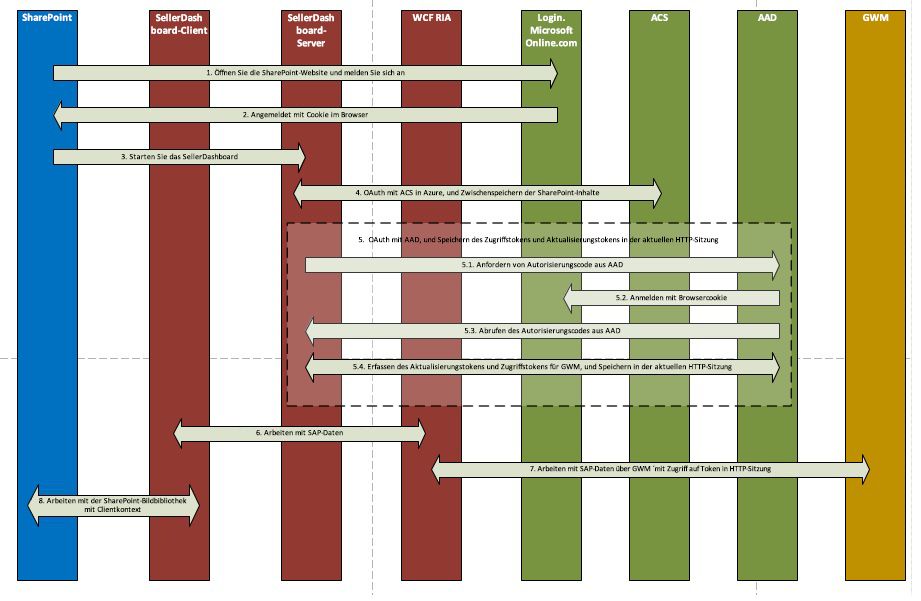 SharePoint
SellerDash
board-Client
SellerDash
board-
Server
WCF RIA
Login.
Microsoft
Online.com
ACS
AAD
GWM
1. Öffnen Sie die SharePoint-Website und melden Sie sich an
2. Angemeldet mit Cookie im Browser
3. Starten Sie das SellerDashboard
4. OAuth mit ACS in Azure, und Zwischenspeichern der SharePoint-Inhalte
5. OAuth mit AAD, und Speichern des Zugriffstokens und Aktualisierungstokens in der aktuellen HTTP-Sitzung
5.1. Anfordern von Autorisierungscode aus AAD
5.2. Anmelden mit Browsercookie
5.3. Abrufen des Autorisierungscodes aus AAD
5.4. Erfassen des Aktualisierungstokens und Zugriffstokens für GWM, und Speichern in der aktuellen HTTP-Sitzung
6. Arbeiten mit SAP-Daten
7. Arbeiten mit SAP-Daten über GWM ´mit Zugriff auf Token in HTTP-Sitzung
8. Arbeiten mit der SharePoint-Bildbibliothek
mit Clientkontext